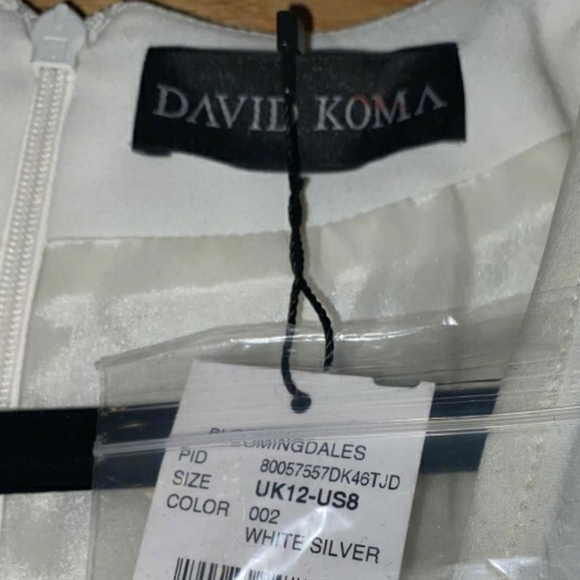 DAVID KOMA
BLOOMINGDALES
PID 80057557DK46TJD
SIZE UK12-US8
COLOR 002
WHITE SILVER